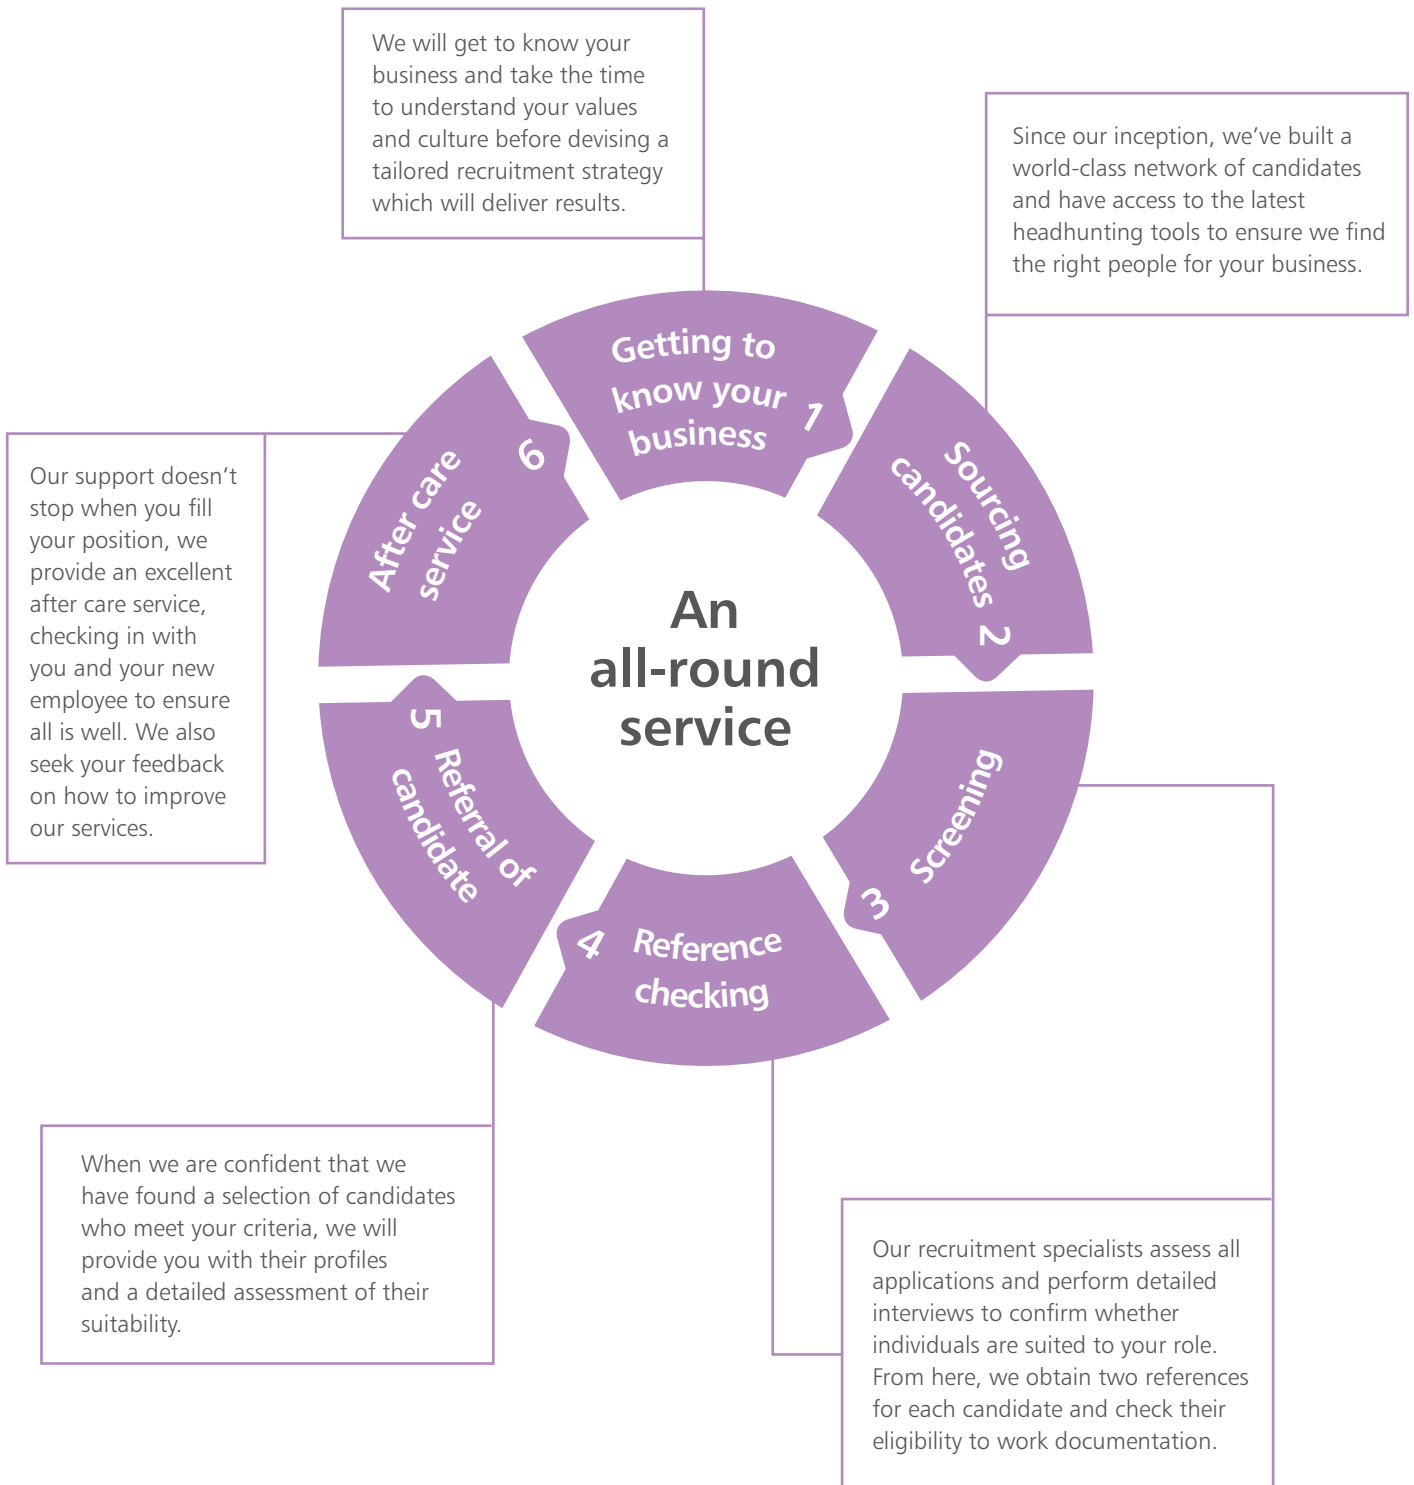 We will get to know your
business and take the time
to understand your values
and culture before devising a
tailored recruitment strategy
which will deliver results.
Since our inception, we’ve built a
world-class network of candidates
and have access to the latest
headhunting tools to ensure we find
the right people for your business.
Getting to
know your
business
1
Sourcing
candidates
2
Screening
3
Reference
checking
4
Referral of
candidate
5
After care
service
6
An
all-round
service
Our support doesn’t
stop when you fill
your position, we
provide an excellent
after care service,
checking in with
you and your new
employee to ensure
all is well. We also
seek your feedback
on how to improve
our services.
When we are confident that we
have found a selection of candidates
who meet your criteria, we will
provide you with their profiles
and a detailed assessment of their
suitability.
Our recruitment specialists assess all
applications and perform detailed
interviews to confirm whether
individuals are suited to your role.
From here, we obtain two references
for each candidate and check their
eligibility to work documentation.